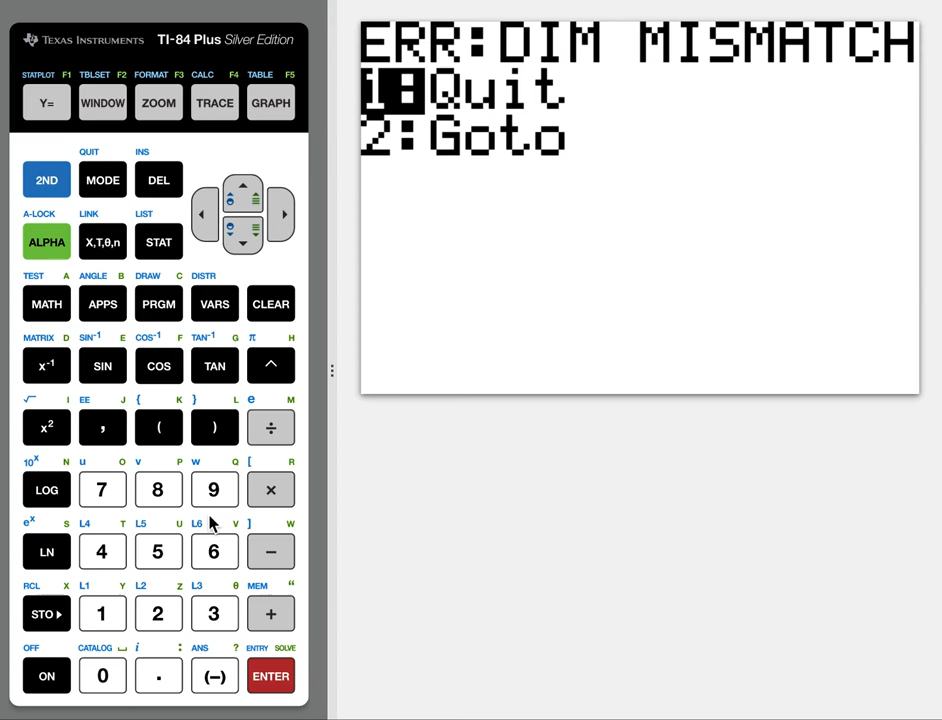 TEXAS INSTRUMENTS TI-84 Plus Silver Edition
STATPLOT F1 TBLSET F2 FORMAT F3 CALC F4 TABLE F5
Y= WINDOW ZOOM TRACE GRAPH
QUIT INS
2ND MODE DEL
A-LOCK LINK LIST
ALPHA X,T,θ,n STAT
TEST A ANGLE B DRAW C DISTR
MATH APPS PRGM VARS CLEAR
MATRIX D SIN⁻¹ E COS⁻¹ F TAN⁻¹ G π H
x⁻¹ SIN COS TAN ^
√ I EE J { K } L e M
x² , ( ) ÷
10ˣ N u O v P w Q [ R
LOG 7 8 9 ×
eˣ S L4 T L5 U L6 V ] W
LN 4 5 6 −
RCL X L1 Y L2 Z L3 θ MEM “
STO▸ 1 2 3 +
OFF CATALOG ⎵ i : ANS ? ENTRY SOLVE
ON 0 . (−) ENTER
ERR:DIM MISMATCH
1:Quit
2:Goto